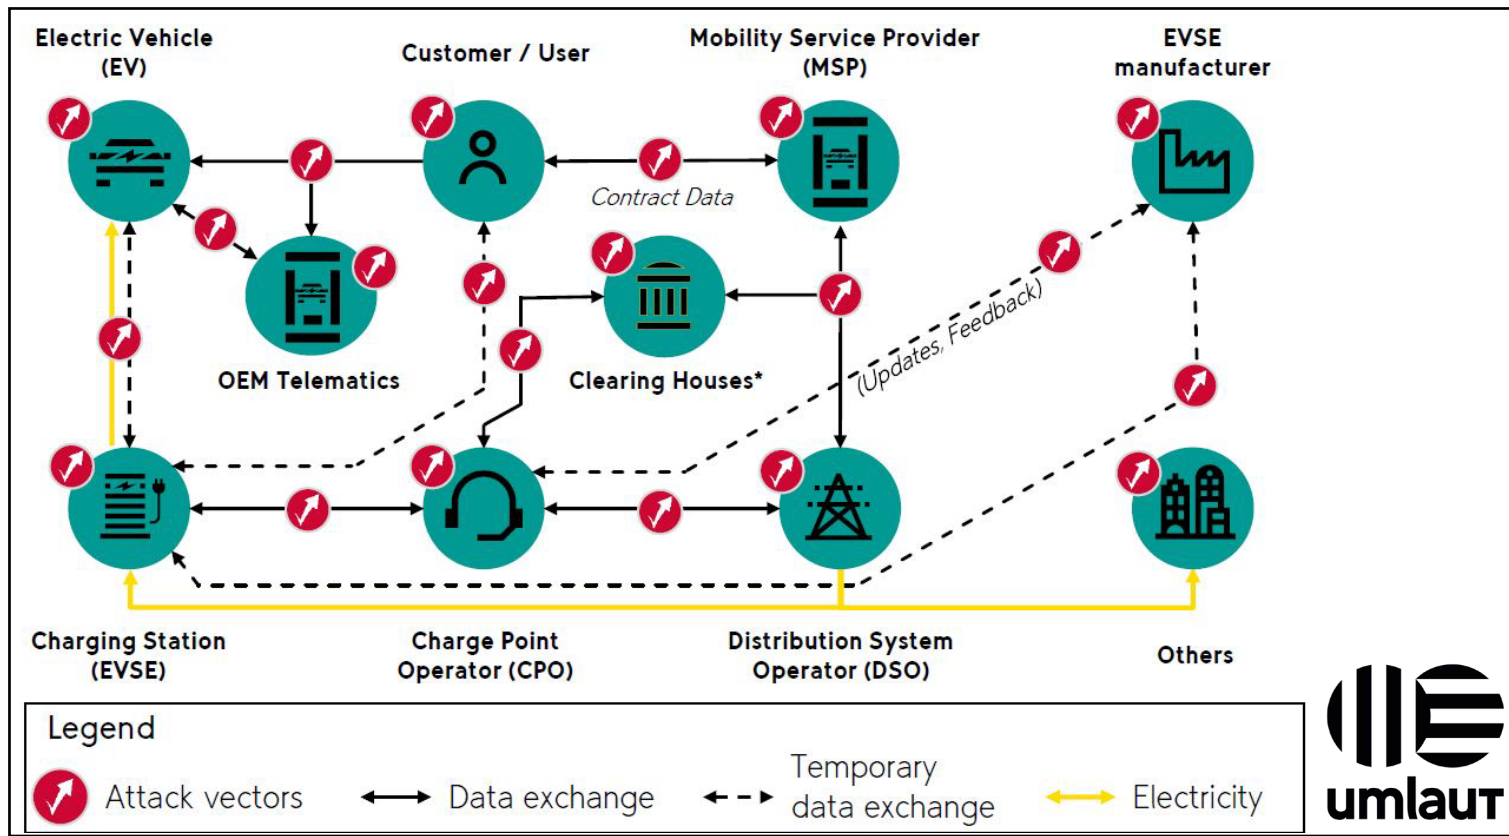 Electric Vehicle
(EV)
Customer / User
Mobility Service Provider
(MSP)
EVSE
manufacturer
Contract Data
OEM Telematics
Clearing Houses*
(Updates, Feedback)
Charging Station
(EVSE)
Charge Point
Operator (CPO)
Distribution System
Operator (DSO)
Others
Legend
Attack vectors
Data exchange
Temporary
data exchange
Electricity
umlaut